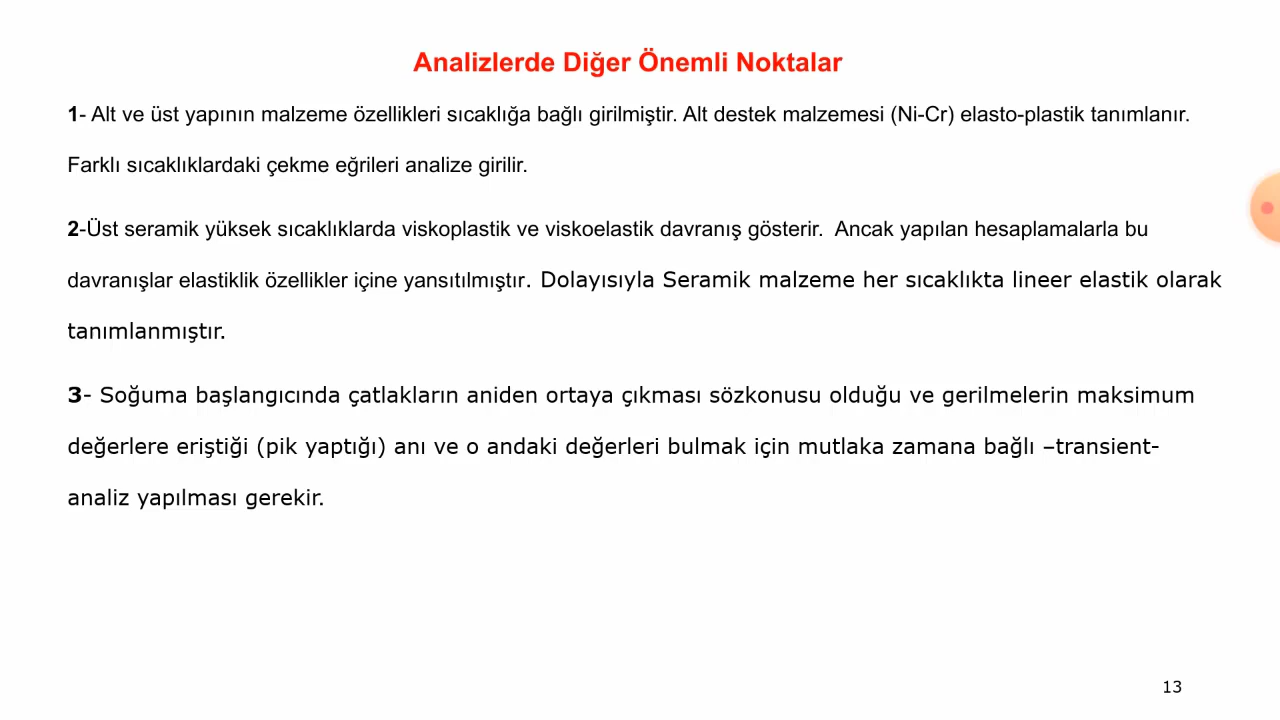 Analizlerde Diğer Önemli Noktalar
1- Alt ve üst yapının malzeme özellikleri sıcaklığa bağlı girilmiştir. Alt destek malzemesi (Ni-Cr) elasto-plastik tanımlanır.
Farklı sıcaklıklardaki çekme eğrileri analize girilir.
2-Üst seramik yüksek sıcaklıklarda viskoplastik ve viskoelastik davranış gösterir.  Ancak yapılan hesaplamalarla bu
davranışlar elastiklik özellikler içine yansıtılmıştır. Dolayısıyla Seramik malzeme her sıcaklıkta lineer elastik olarak
tanımlanmıştır.
3- Soğuma başlangıcında çatlakların aniden ortaya çıkması sözkonusu olduğu ve gerilmelerin maksimum
değerlere eriştiği (pik yaptığı) anı ve o andaki değerleri bulmak için mutlaka zamana bağlı –transient-
analiz yapılması gerekir.
13